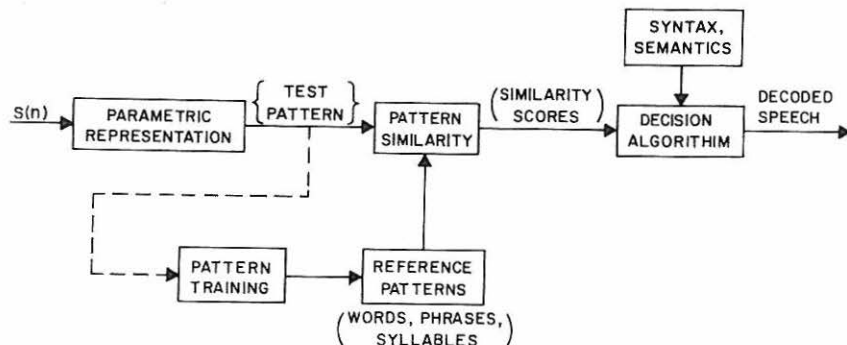 SYNTAX,
SEMANTICS
S(n)
PARAMETRIC
REPRESENTATION
{ TEST
PATTERN }
PATTERN
SIMILARITY
(SIMILARITY
SCORES)
DECISION
ALGORITHIM
DECODED
SPEECH
PATTERN
TRAINING
REFERENCE
PATTERNS
(WORDS, PHRASES,
SYLLABLES)